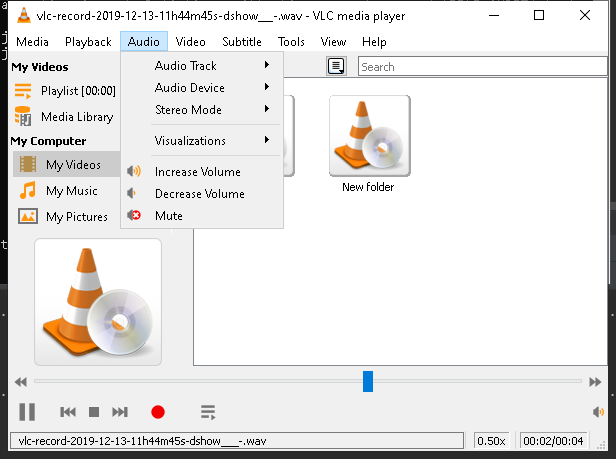 vlc-record-2019-12-13-11h44m45s-dshow___-.wav - VLC media player
Media Playback Audio Video Subtitle Tools View Help
My Videos
Playlist [00:00]
Media Library
My Computer
My Videos
My Music
My Pictures
Audio Track
Audio Device
Stereo Mode
Visualizations
Increase Volume
Decrease Volume
Mute
Search
New folder
vlc-record-2019-12-13-11h44m45s-dshow___-.wav
0.50x
00:02/00:04